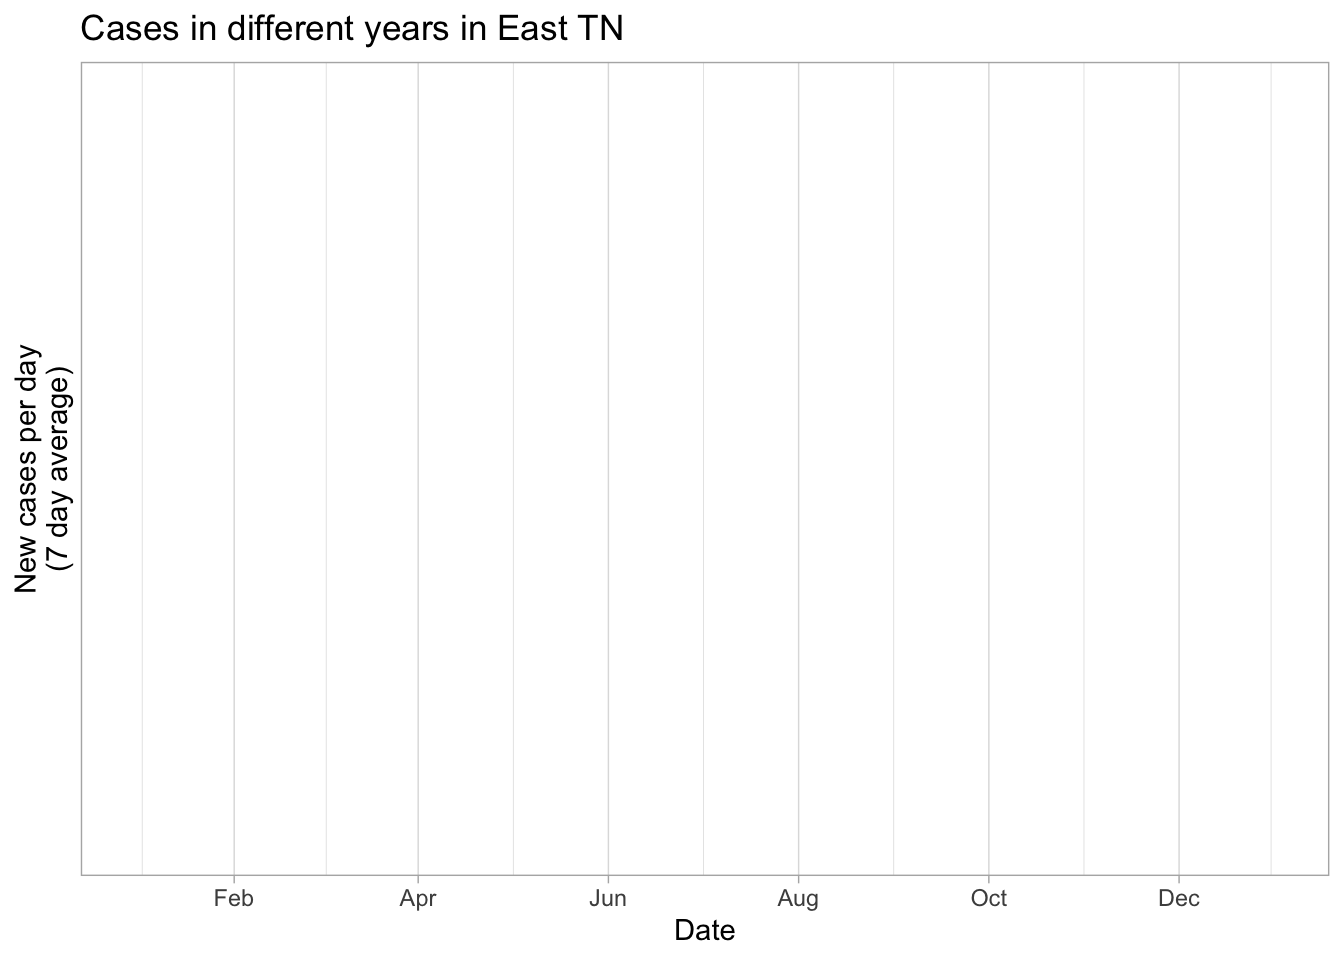 Cases in different years in East TN
New cases per day
(7 day average)
Feb Apr Jun Aug Oct Dec
Date